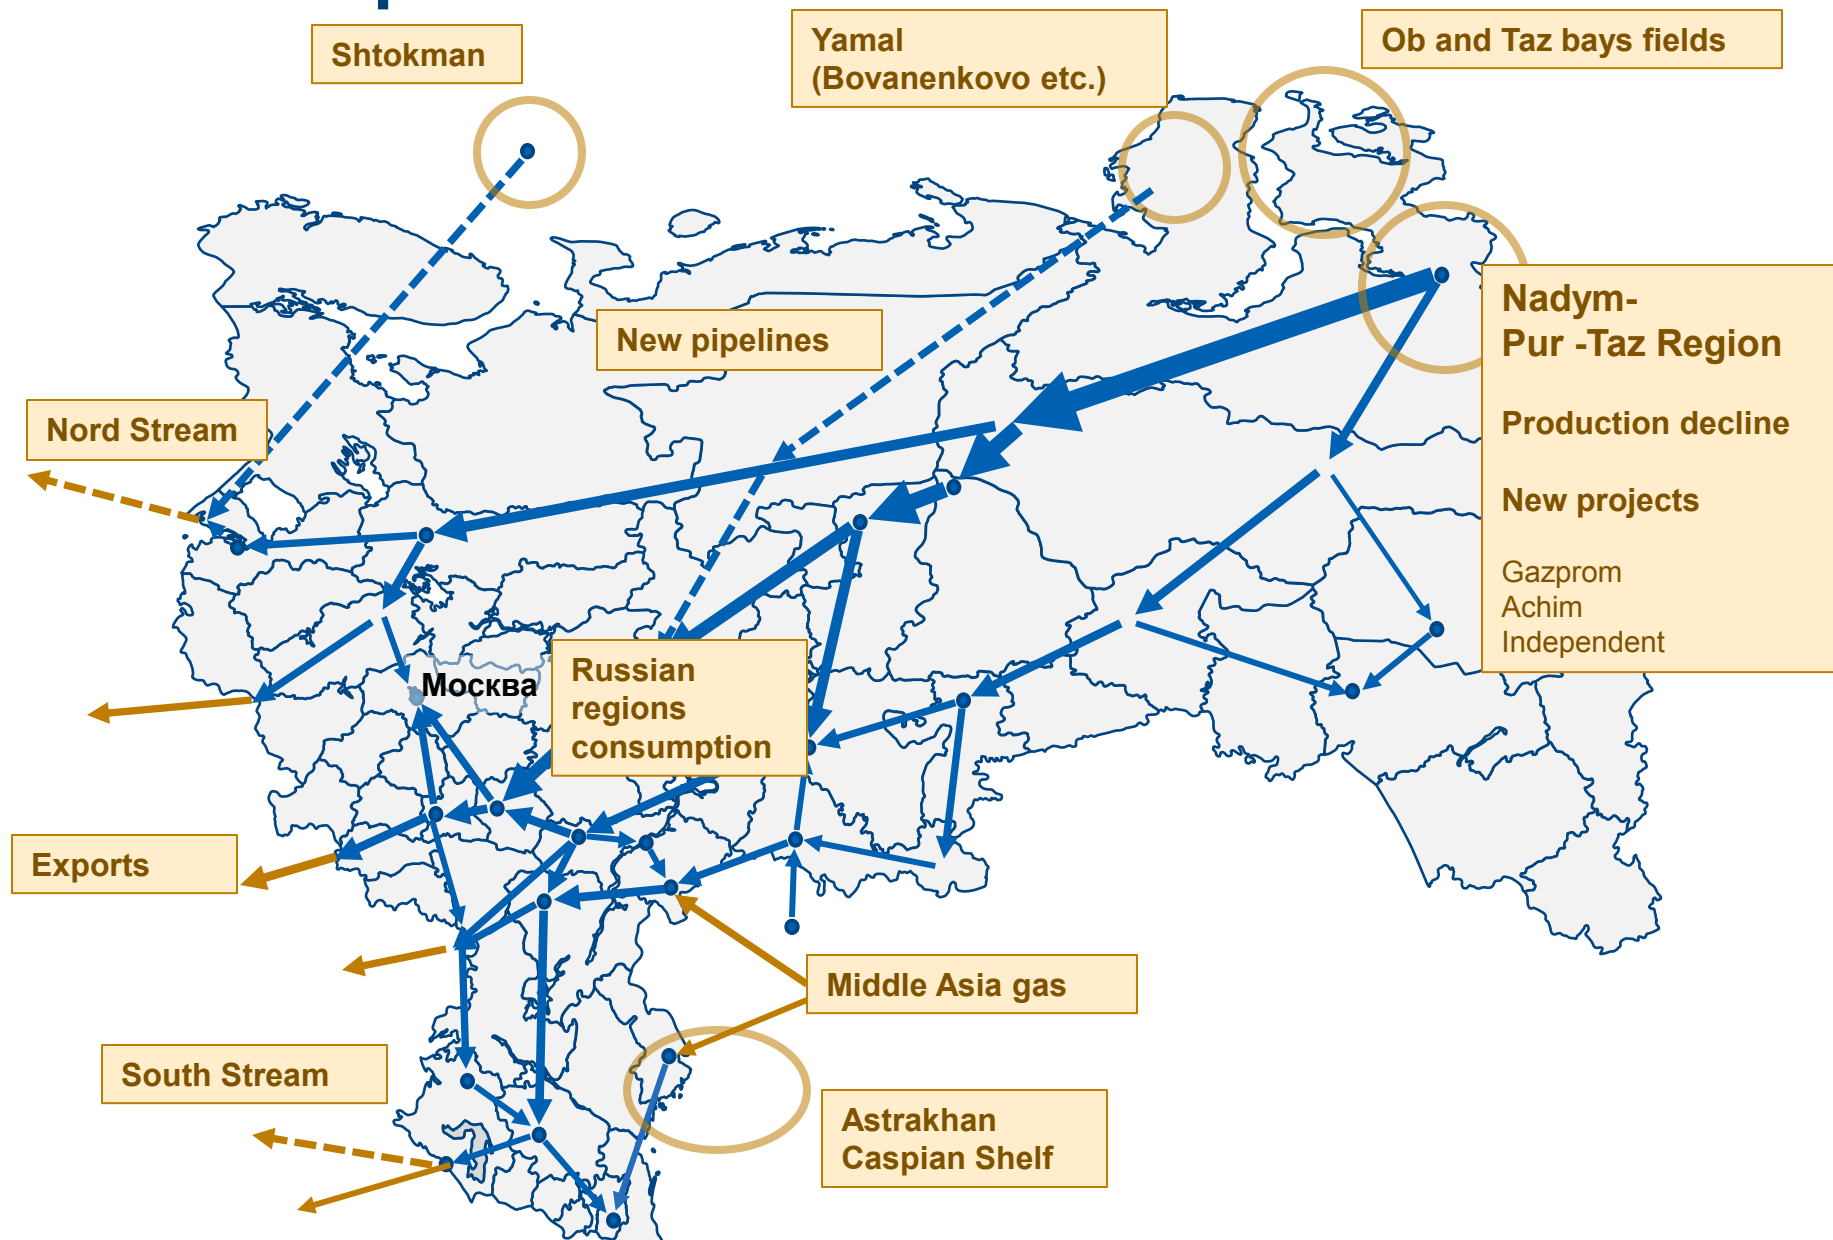 Shtokman
Yamal
(Bovanenkovo etc.)
Ob and Taz bays fields
New pipelines
Nadym-
Pur -Taz Region
Production decline
New projects
Gazprom
Achim
Independent
Nord Stream
Москва
Russian
regions
consumption
Exports
Middle Asia gas
South Stream
Astrakhan
Caspian Shelf